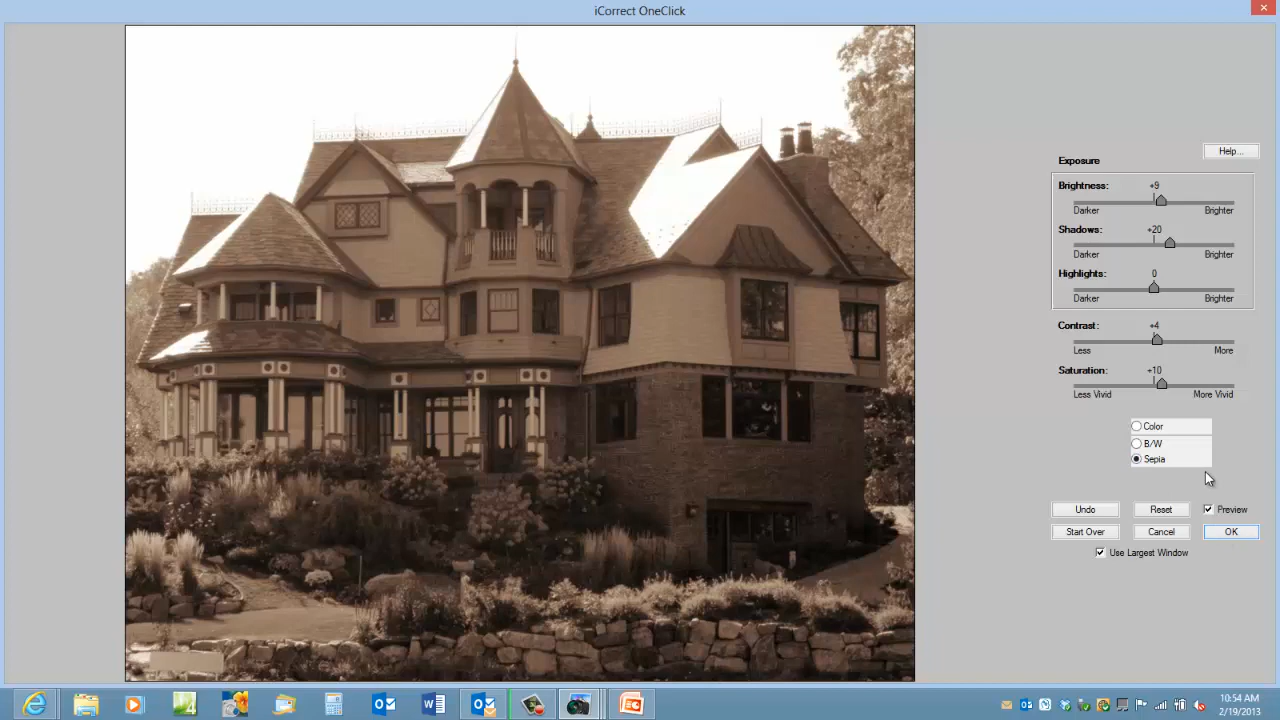 iCorrect OneClick
Help...
Exposure
Brightness: +9
Darker Brighter
Shadows: +20
Darker Brighter
Highlights: 0
Darker Brighter
Contrast: +4
Less More
Saturation: +10
Less Vivid More Vivid
Color
B/W
Sepia
Undo Reset Preview
Start Over Cancel OK
Use Largest Window
10:54 AM
2/19/2013